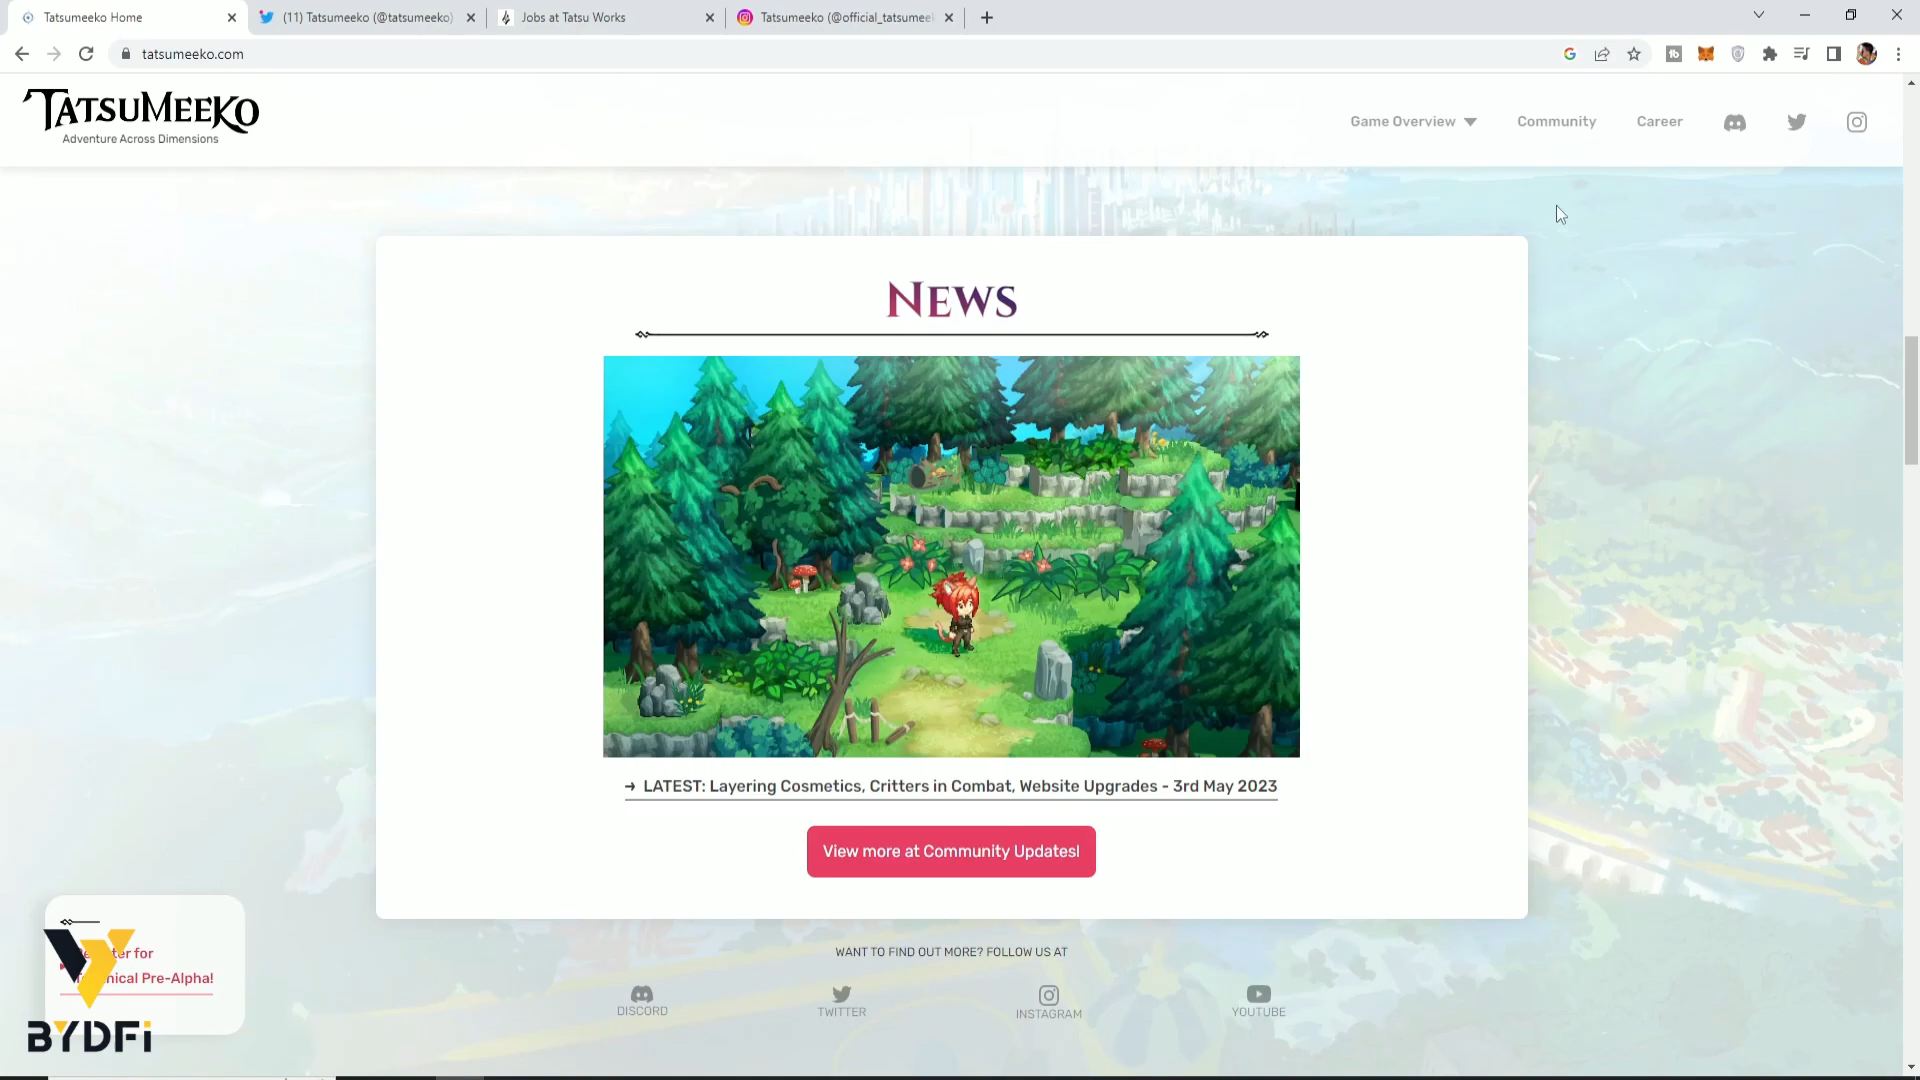 Tatsumeeko Home
(11) Tatsumeeko (@tatsumeeko)
Jobs at Tatsu Works
Tatsumeeko (@official_tatsumee
tatsumeeko.com
TATSUMEEKO
Adventure Across Dimensions
Game Overview
Community
Career
NEWS
→ LATEST: Layering Cosmetics, Critters in Combat, Website Upgrades - 3rd May 2023
View more at Community Updates!
WANT TO FIND OUT MORE? FOLLOW US AT
DISCORD
TWITTER
INSTAGRAM
YOUTUBE
ter for
nical Pre-Alpha!
BYDFi